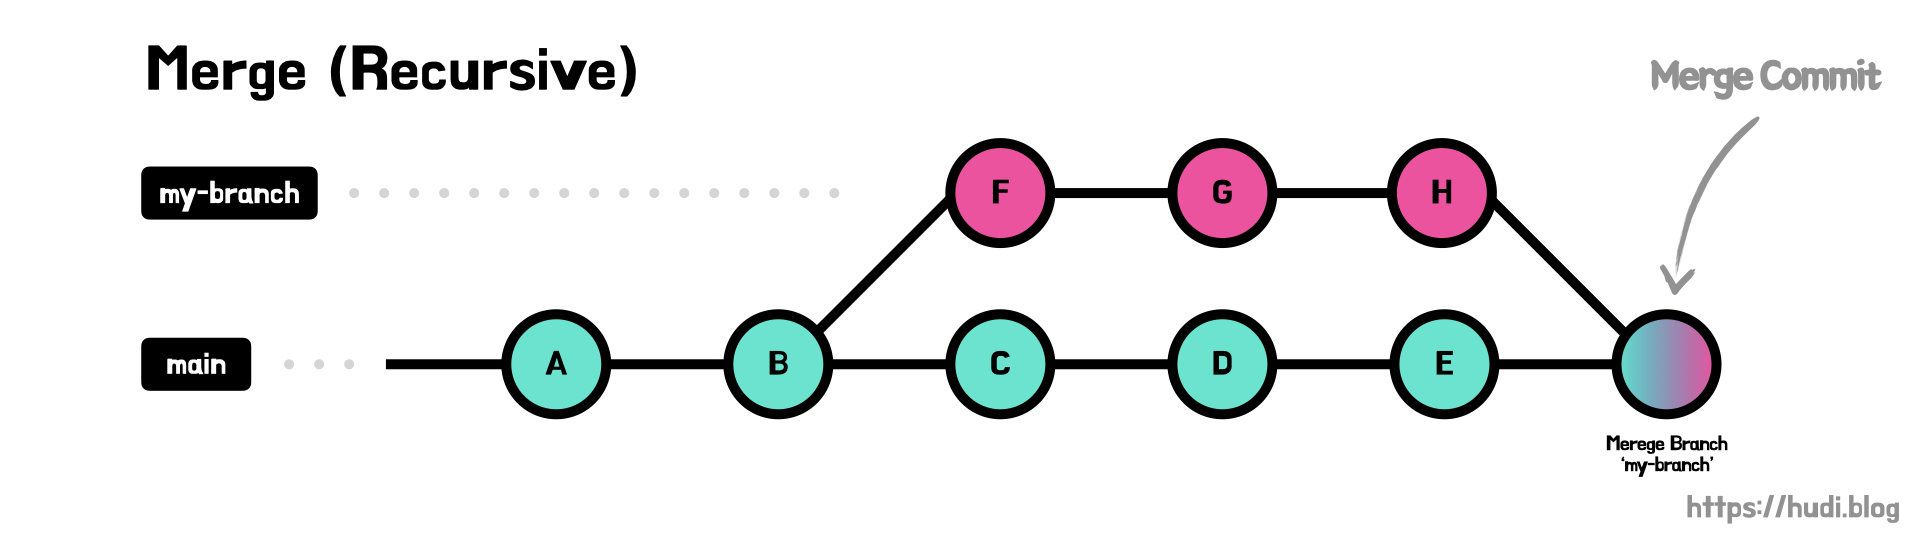 Merge (Recursive)
Merge Commit
my-branch
F
G
H
main
A
B
C
D
E
Merege Branch
'my-branch'
https://hudi.blog